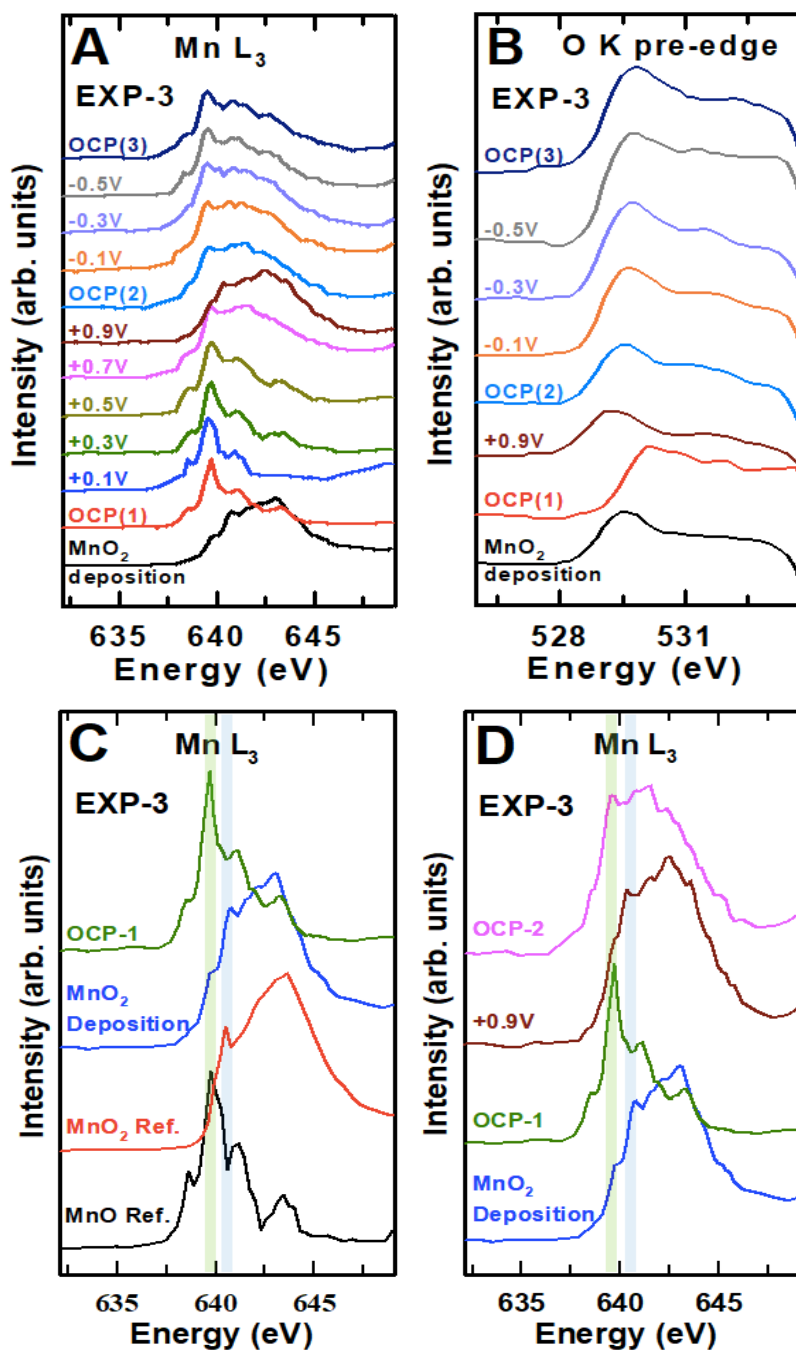 A
Mn L₃
EXP-3
OCP(3)
-0.5V
-0.3V
-0.1V
OCP(2)
+0.9V
+0.7V
+0.5V
+0.3V
+0.1V
OCP(1)
MnO₂
deposition
Intensity (arb. units)
635 640 645
Energy (eV)
B
O K pre-edge
EXP-3
OCP(3)
-0.5V
-0.3V
-0.1V
OCP(2)
+0.9V
OCP(1)
MnO₂
deposition
Intensity (arb. units)
528 531
Energy (eV)
C
Mn L₃
EXP-3
OCP-1
MnO₂
Deposition
MnO₂ Ref.
MnO Ref.
Intensity (arb. units)
635 640 645
Energy (eV)
D
Mn L₃
EXP-3
OCP-2
+0.9V
OCP-1
MnO₂
Deposition
Intensity (arb. units)
635 640 645
Energy (eV)